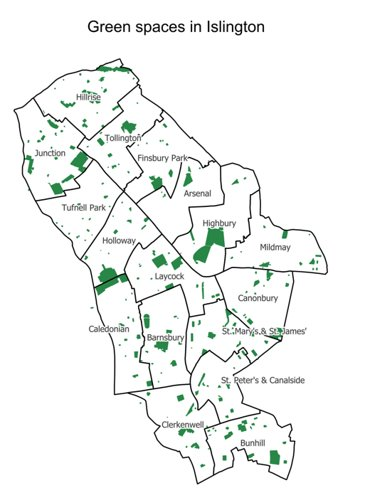 Green spaces in Islington
Hillrise
Tollington
Junction
Finsbury Park
Arsenal
Tufnell Park
Highbury
Holloway
Mildmay
Laycock
Canonbury
Caledonian
Barnsbury
St. Mary's & St. James'
St. Peter's & Canalside
Clerkenwell
Bunhill